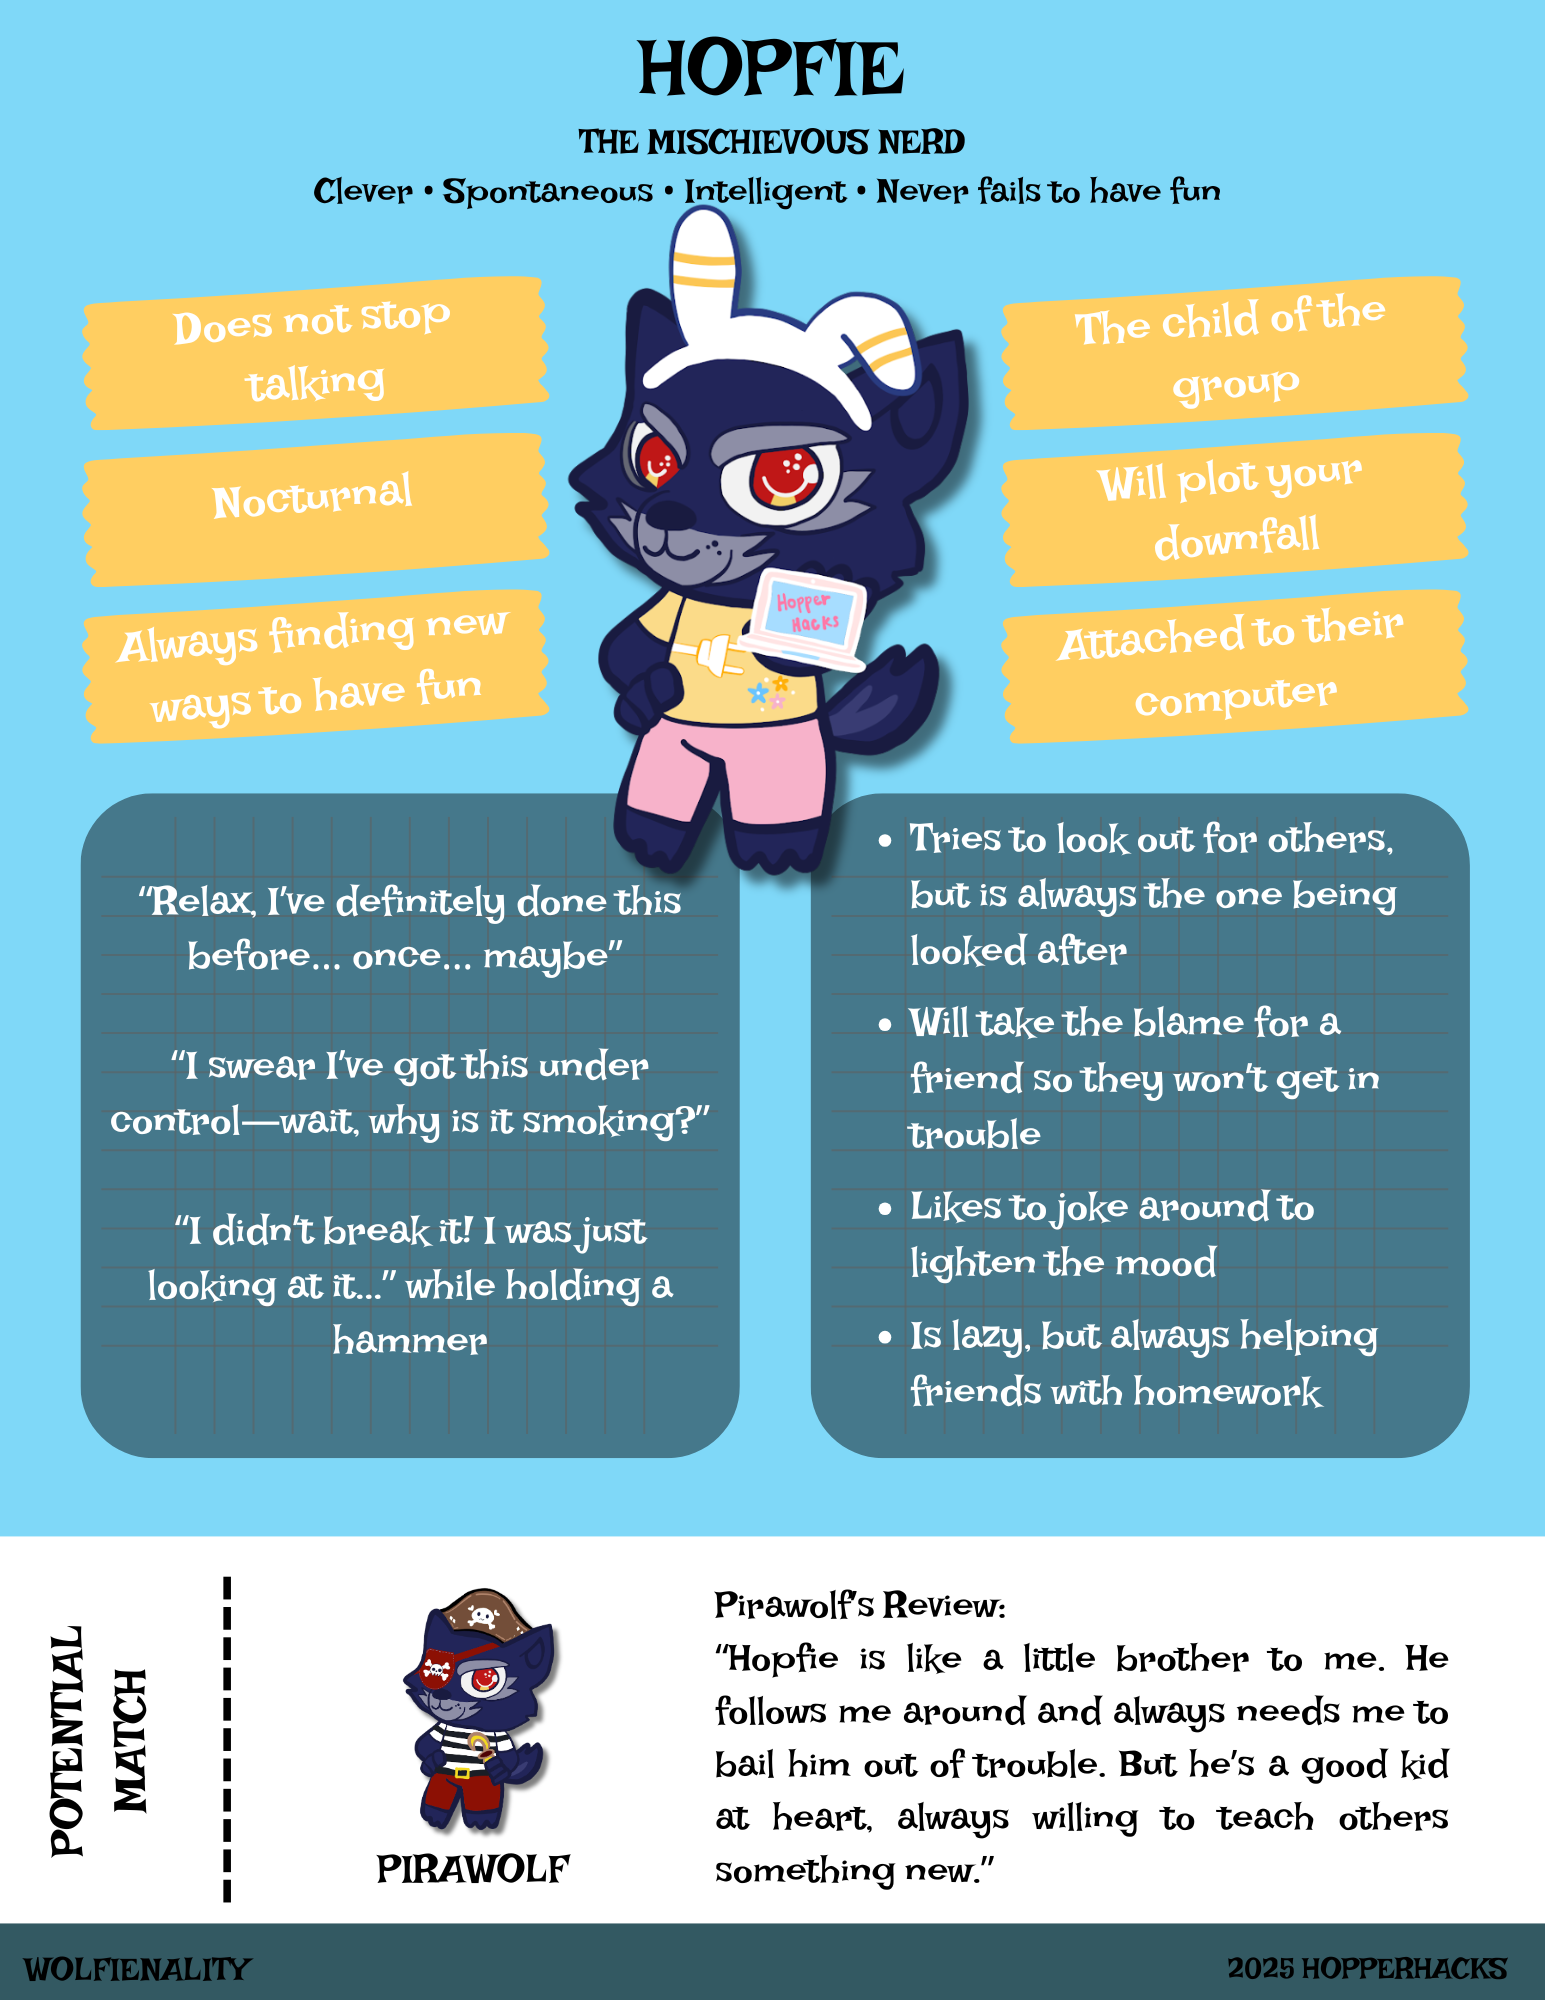 HOPFIE
THE MISCHIEVOUS NERD
Clever • Spontaneous • Intelligent • Never fails to have fun
Does not stop
talking
Nocturnal
Always finding new
ways to have fun
The child of the
group
Will plot your
downfall
Attached to their
computer
Hopper
Hacks
“Relax, I’ve definitely done this
before... once... maybe”
“I swear I’ve got this under
control—wait, why is it smoking?”
“I didn’t break it! I was just
looking at it...” while holding a
hammer
• Tries to look out for others,
but is always the one being
looked after
• Will take the blame for a
friend so they won’t get in
trouble
• Likes to joke around to
lighten the mood
• Is lazy, but always helping
friends with homework
POTENTIAL
MATCH
PIRAWOLF
Pirawolf’s Review:
“Hopfie is like a little brother to me. He
follows me around and always needs me to
bail him out of trouble. But he’s a good kid
at heart, always willing to teach others
something new.”
WOLFIENALITY
2025 HOPPERHACKS